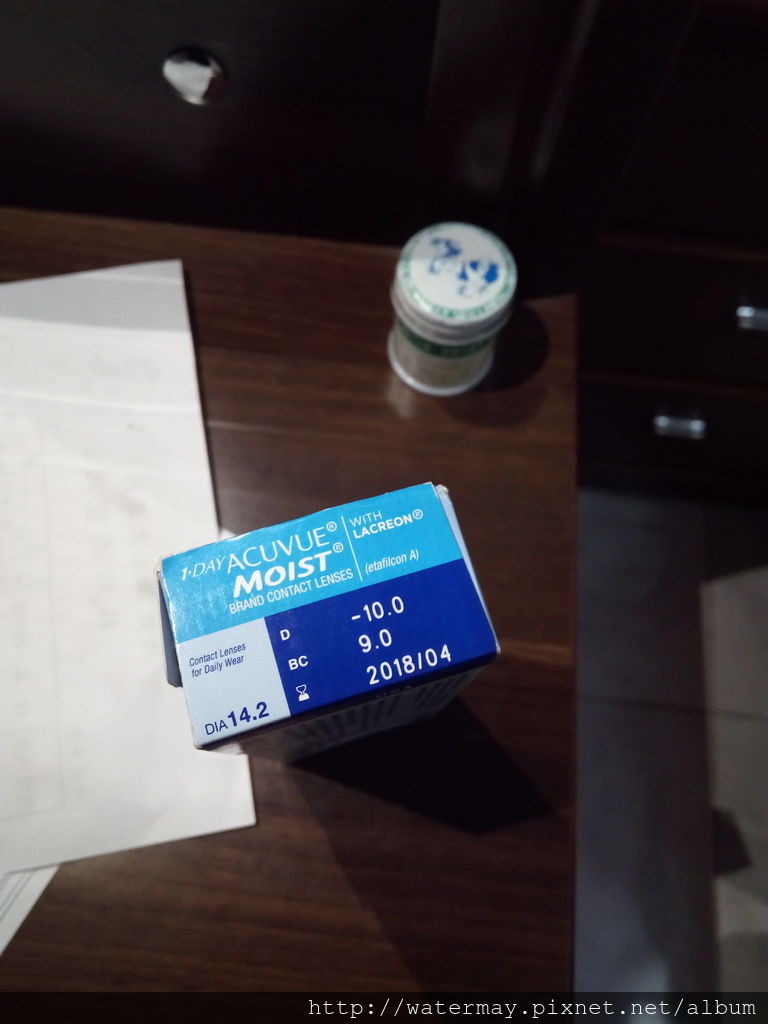 1·DAY ACUVUE®
MOIST®
BRAND CONTACT LENSES
WITH
LACREON®
(etafilcon A)
Contact Lenses
for Daily Wear
DIA 14.2
D -10.0
BC 9.0
2018/04
http://watermay.pixnet.net/album